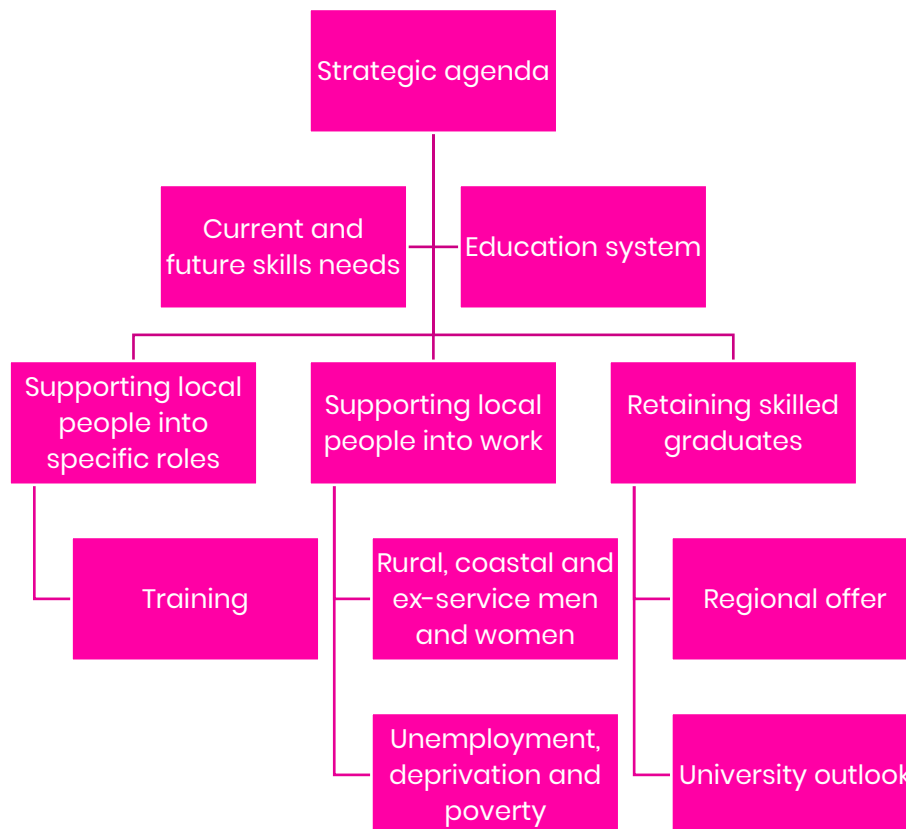 Strategic agenda
Current and
future skills needs
Education system
Supporting local
people into
specific roles
Supporting local
people into work
Retaining skilled
graduates
Training
Rural, coastal and
ex-service men
and women
Regional offer
Unemployment,
deprivation and
poverty
University outlook